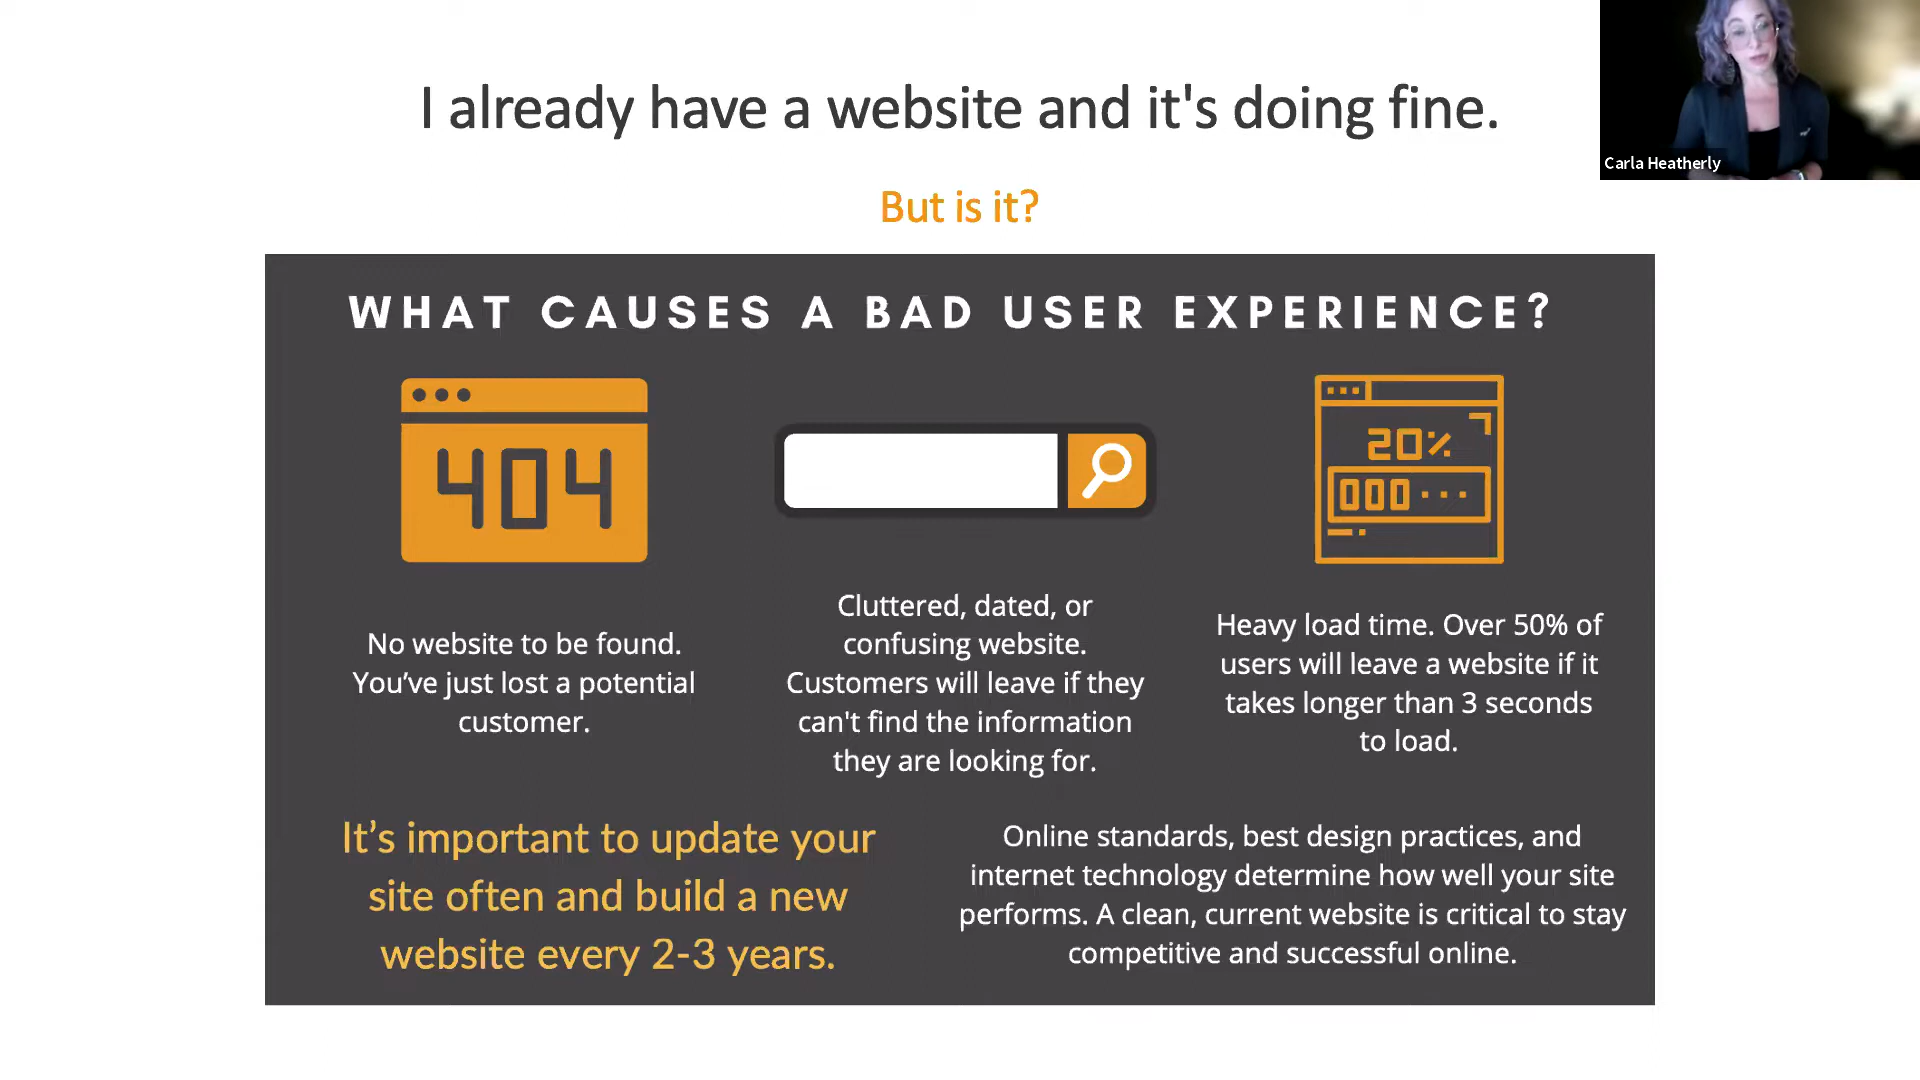 I already have a website and it's doing fine.
Carla Heatherly
But is it?
WHAT CAUSES A BAD USER EXPERIENCE?
404
20%
000...
No website to be found.
You’ve just lost a potential
customer.
Cluttered, dated, or
confusing website.
Customers will leave if they
can't find the information
they are looking for.
Heavy load time. Over 50% of
users will leave a website if it
takes longer than 3 seconds
to load.
It’s important to update your
site often and build a new
website every 2-3 years.
Online standards, best design practices, and
internet technology determine how well your site
performs. A clean, current website is critical to stay
competitive and successful online.